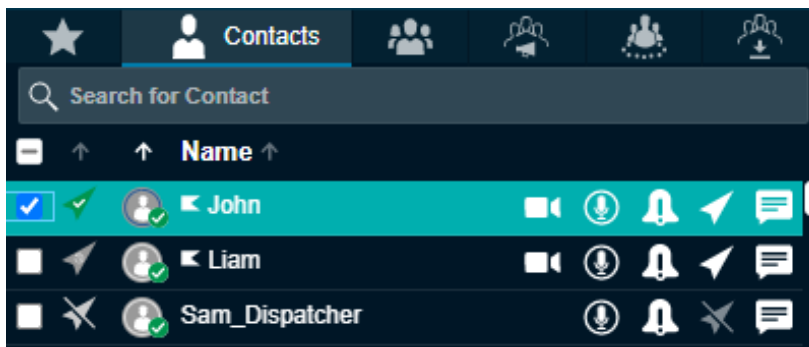 Contacts
Search for Contact
Name
John
Liam
Sam_Dispatcher